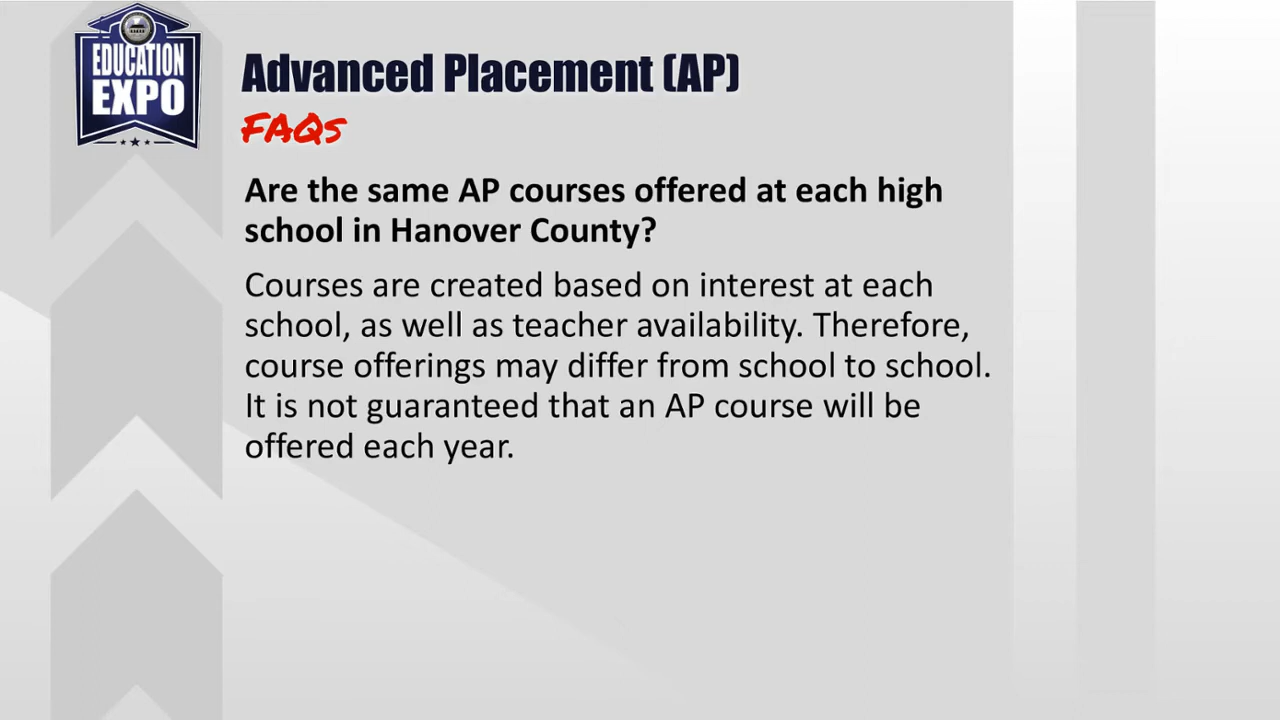 EDUCATION
EXPO
Advanced Placement (AP)
FAQs
Are the same AP courses offered at each high
school in Hanover County?
Courses are created based on interest at each
school, as well as teacher availability. Therefore,
course offerings may differ from school to school.
It is not guaranteed that an AP course will be
offered each year.